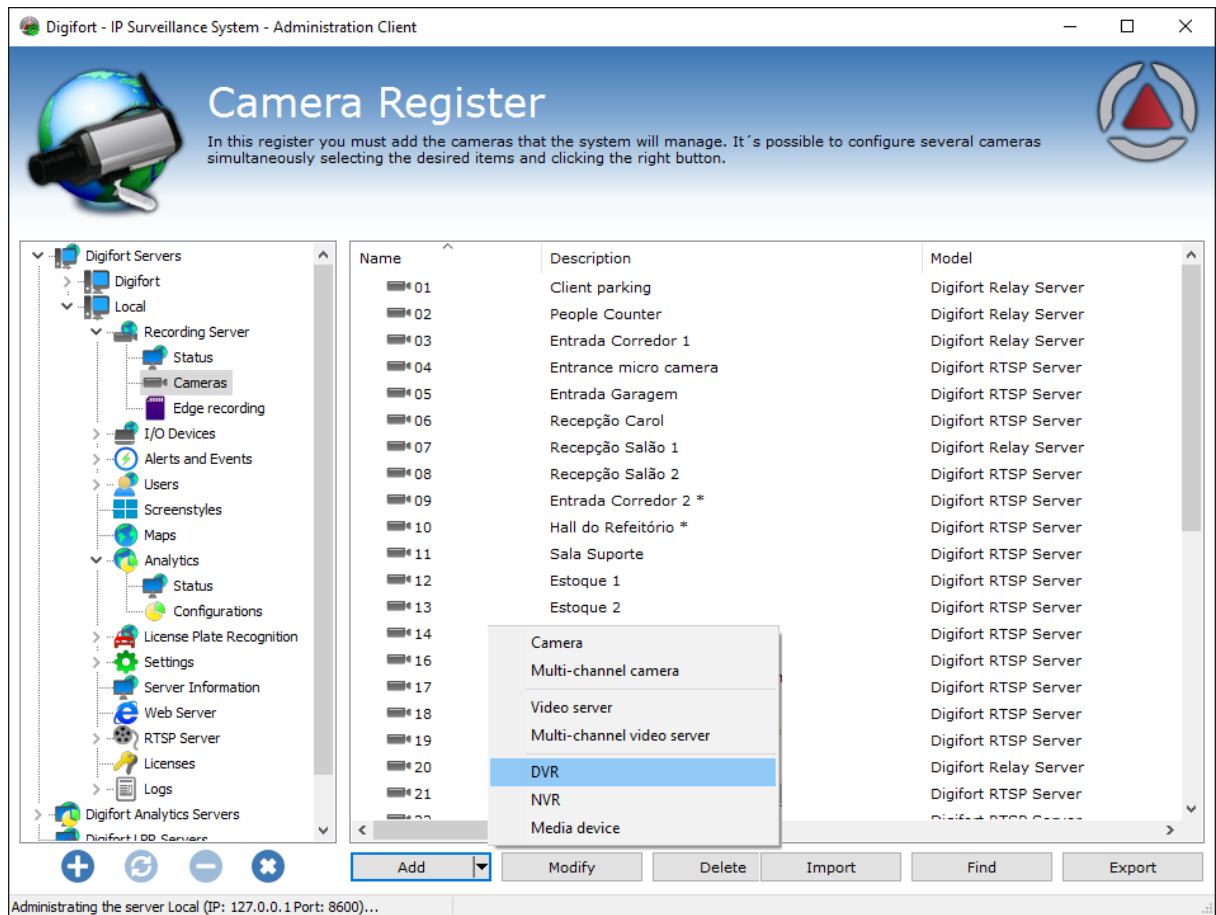 Digifort - IP Surveillance System - Administration Client
Camera Register
In this register you must add the cameras that the system will manage. It´s possible to configure several cameras
simultaneously selecting the desired items and clicking the right button.
Digifort Servers
Digifort
Local
Recording Server
Status
Cameras
Edge recording
I/O Devices
Alerts and Events
Users
Screenstyles
Maps
Analytics
Status
Configurations
License Plate Recognition
Settings
Server Information
Web Server
RTSP Server
Licenses
Logs
Digifort Analytics Servers
Digifort LPR Servers
Name Description Model
01 Client parking Digifort Relay Server
02 People Counter Digifort Relay Server
03 Entrada Corredor 1 Digifort Relay Server
04 Entrance micro camera Digifort RTSP Server
05 Entrada Garagem Digifort RTSP Server
06 Recepção Carol Digifort RTSP Server
07 Recepção Salão 1 Digifort Relay Server
08 Recepção Salão 2 Digifort RTSP Server
09 Entrada Corredor 2 * Digifort RTSP Server
10 Hall do Refeitório * Digifort RTSP Server
11 Sala Suporte Digifort RTSP Server
12 Estoque 1 Digifort RTSP Server
13 Estoque 2 Digifort RTSP Server
14 Digifort RTSP Server
16 Digifort RTSP Server
17 Digifort RTSP Server
18 Digifort RTSP Server
19 Digifort RTSP Server
20 Digifort Relay Server
21 Digifort RTSP Server
22 Digifort RTSP Server
Camera
Multi-channel camera
Video server
Multi-channel video server
DVR
NVR
Media device
Add Modify Delete Import Find Export
Administrating the server Local (IP: 127.0.0.1 Port: 8600)...